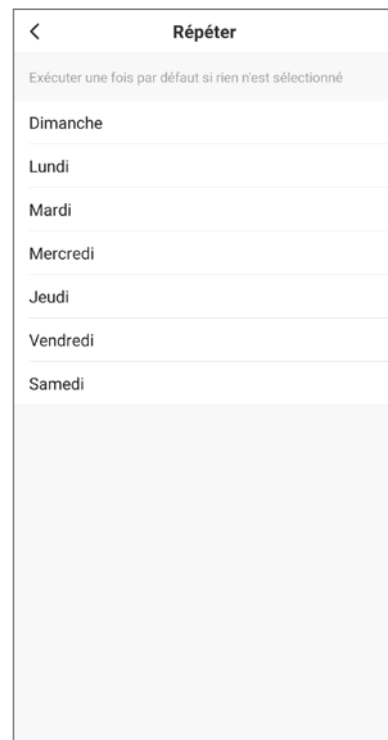 Répéter
Exécuter une fois par défaut si rien n'est sélectionné
Dimanche
Lundi
Mardi
Mercredi
Jeudi
Vendredi
Samedi